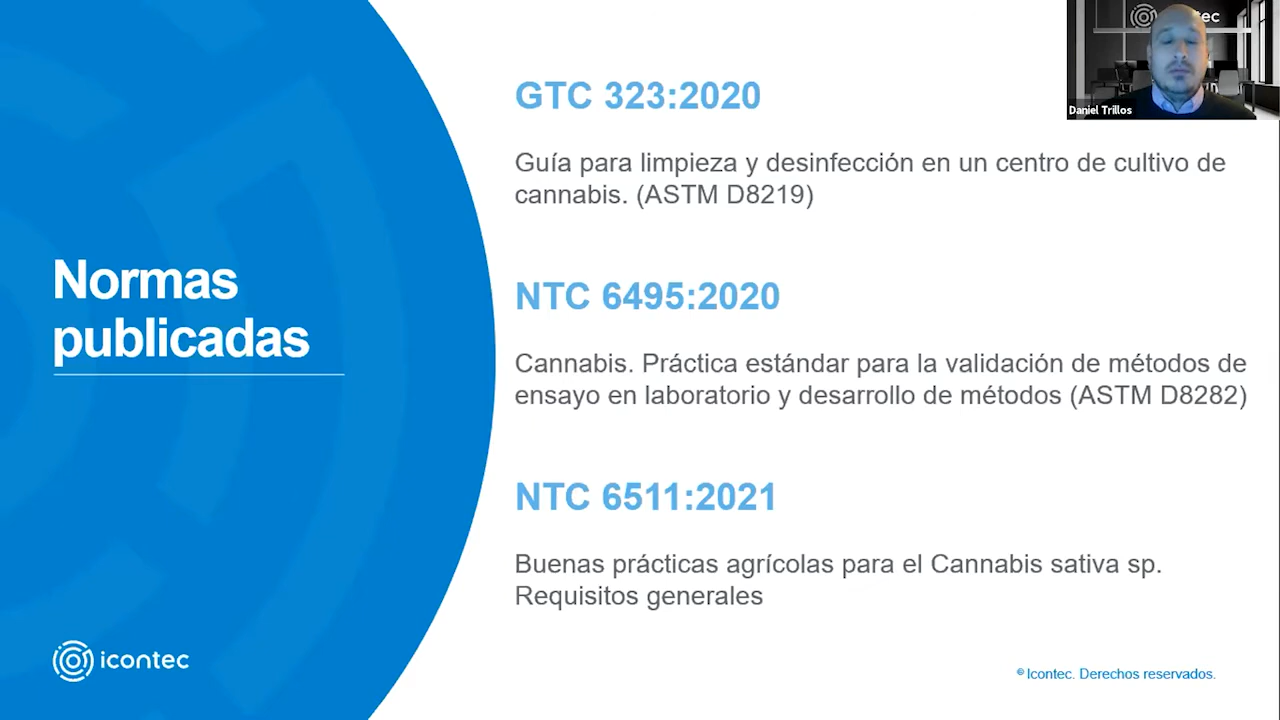 Normas
publicadas
GTC 323:2020
Guía para limpieza y desinfección en un centro de cultivo de
cannabis. (ASTM D8219)
NTC 6495:2020
Cannabis. Práctica estándar para la validación de métodos de
ensayo en laboratorio y desarrollo de métodos (ASTM D8282)
NTC 6511:2021
Buenas prácticas agrícolas para el Cannabis sativa sp.
Requisitos generales
icontec
© Icontec. Derechos reservados.
Daniel Trillos